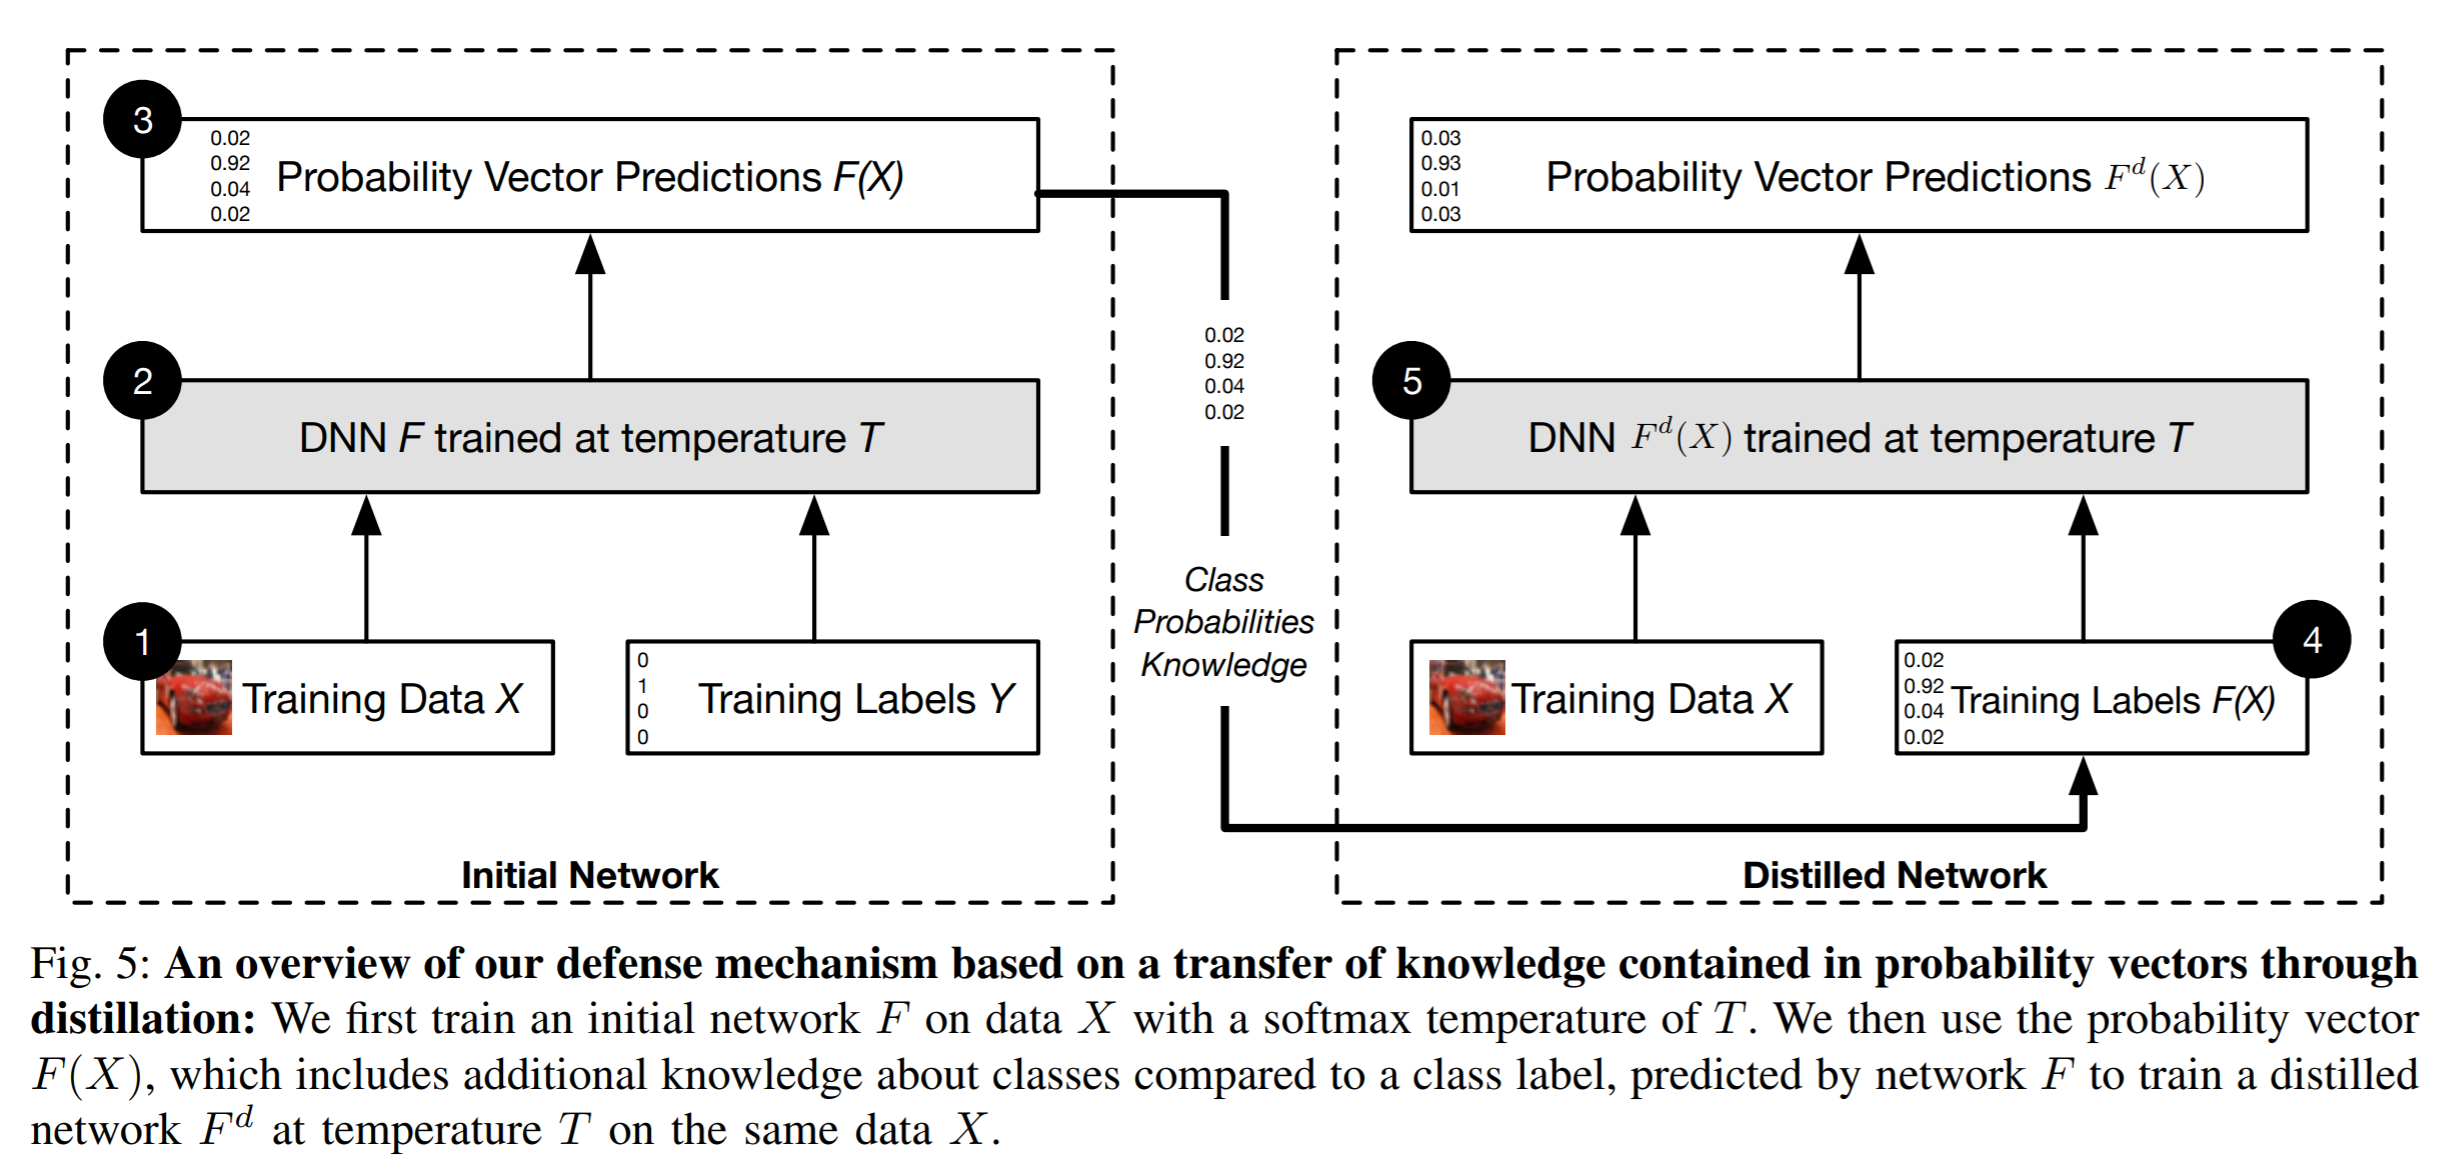 3
0.02
0.92
0.04
0.02
Probability Vector Predictions F(X)
2
DNN F trained at temperature T
1
Training Data X
0
1
0
0
Training Labels Y
Initial Network
0.02
0.92
0.04
0.02
Class
Probabilities
Knowledge
0.03
0.93
0.01
0.03
Probability Vector Predictions F^d(X)
5
DNN F^d(X) trained at temperature T
Training Data X
4
0.02
0.92
0.04
0.02
Training Labels F(X)
Distilled Network
Fig. 5: An overview of our defense mechanism based on a transfer of knowledge contained in probability vectors through
distillation: We first train an initial network F on data X with a softmax temperature of T. We then use the probability vector
F(X), which includes additional knowledge about classes compared to a class label, predicted by network F to train a distilled
network F^d at temperature T on the same data X.